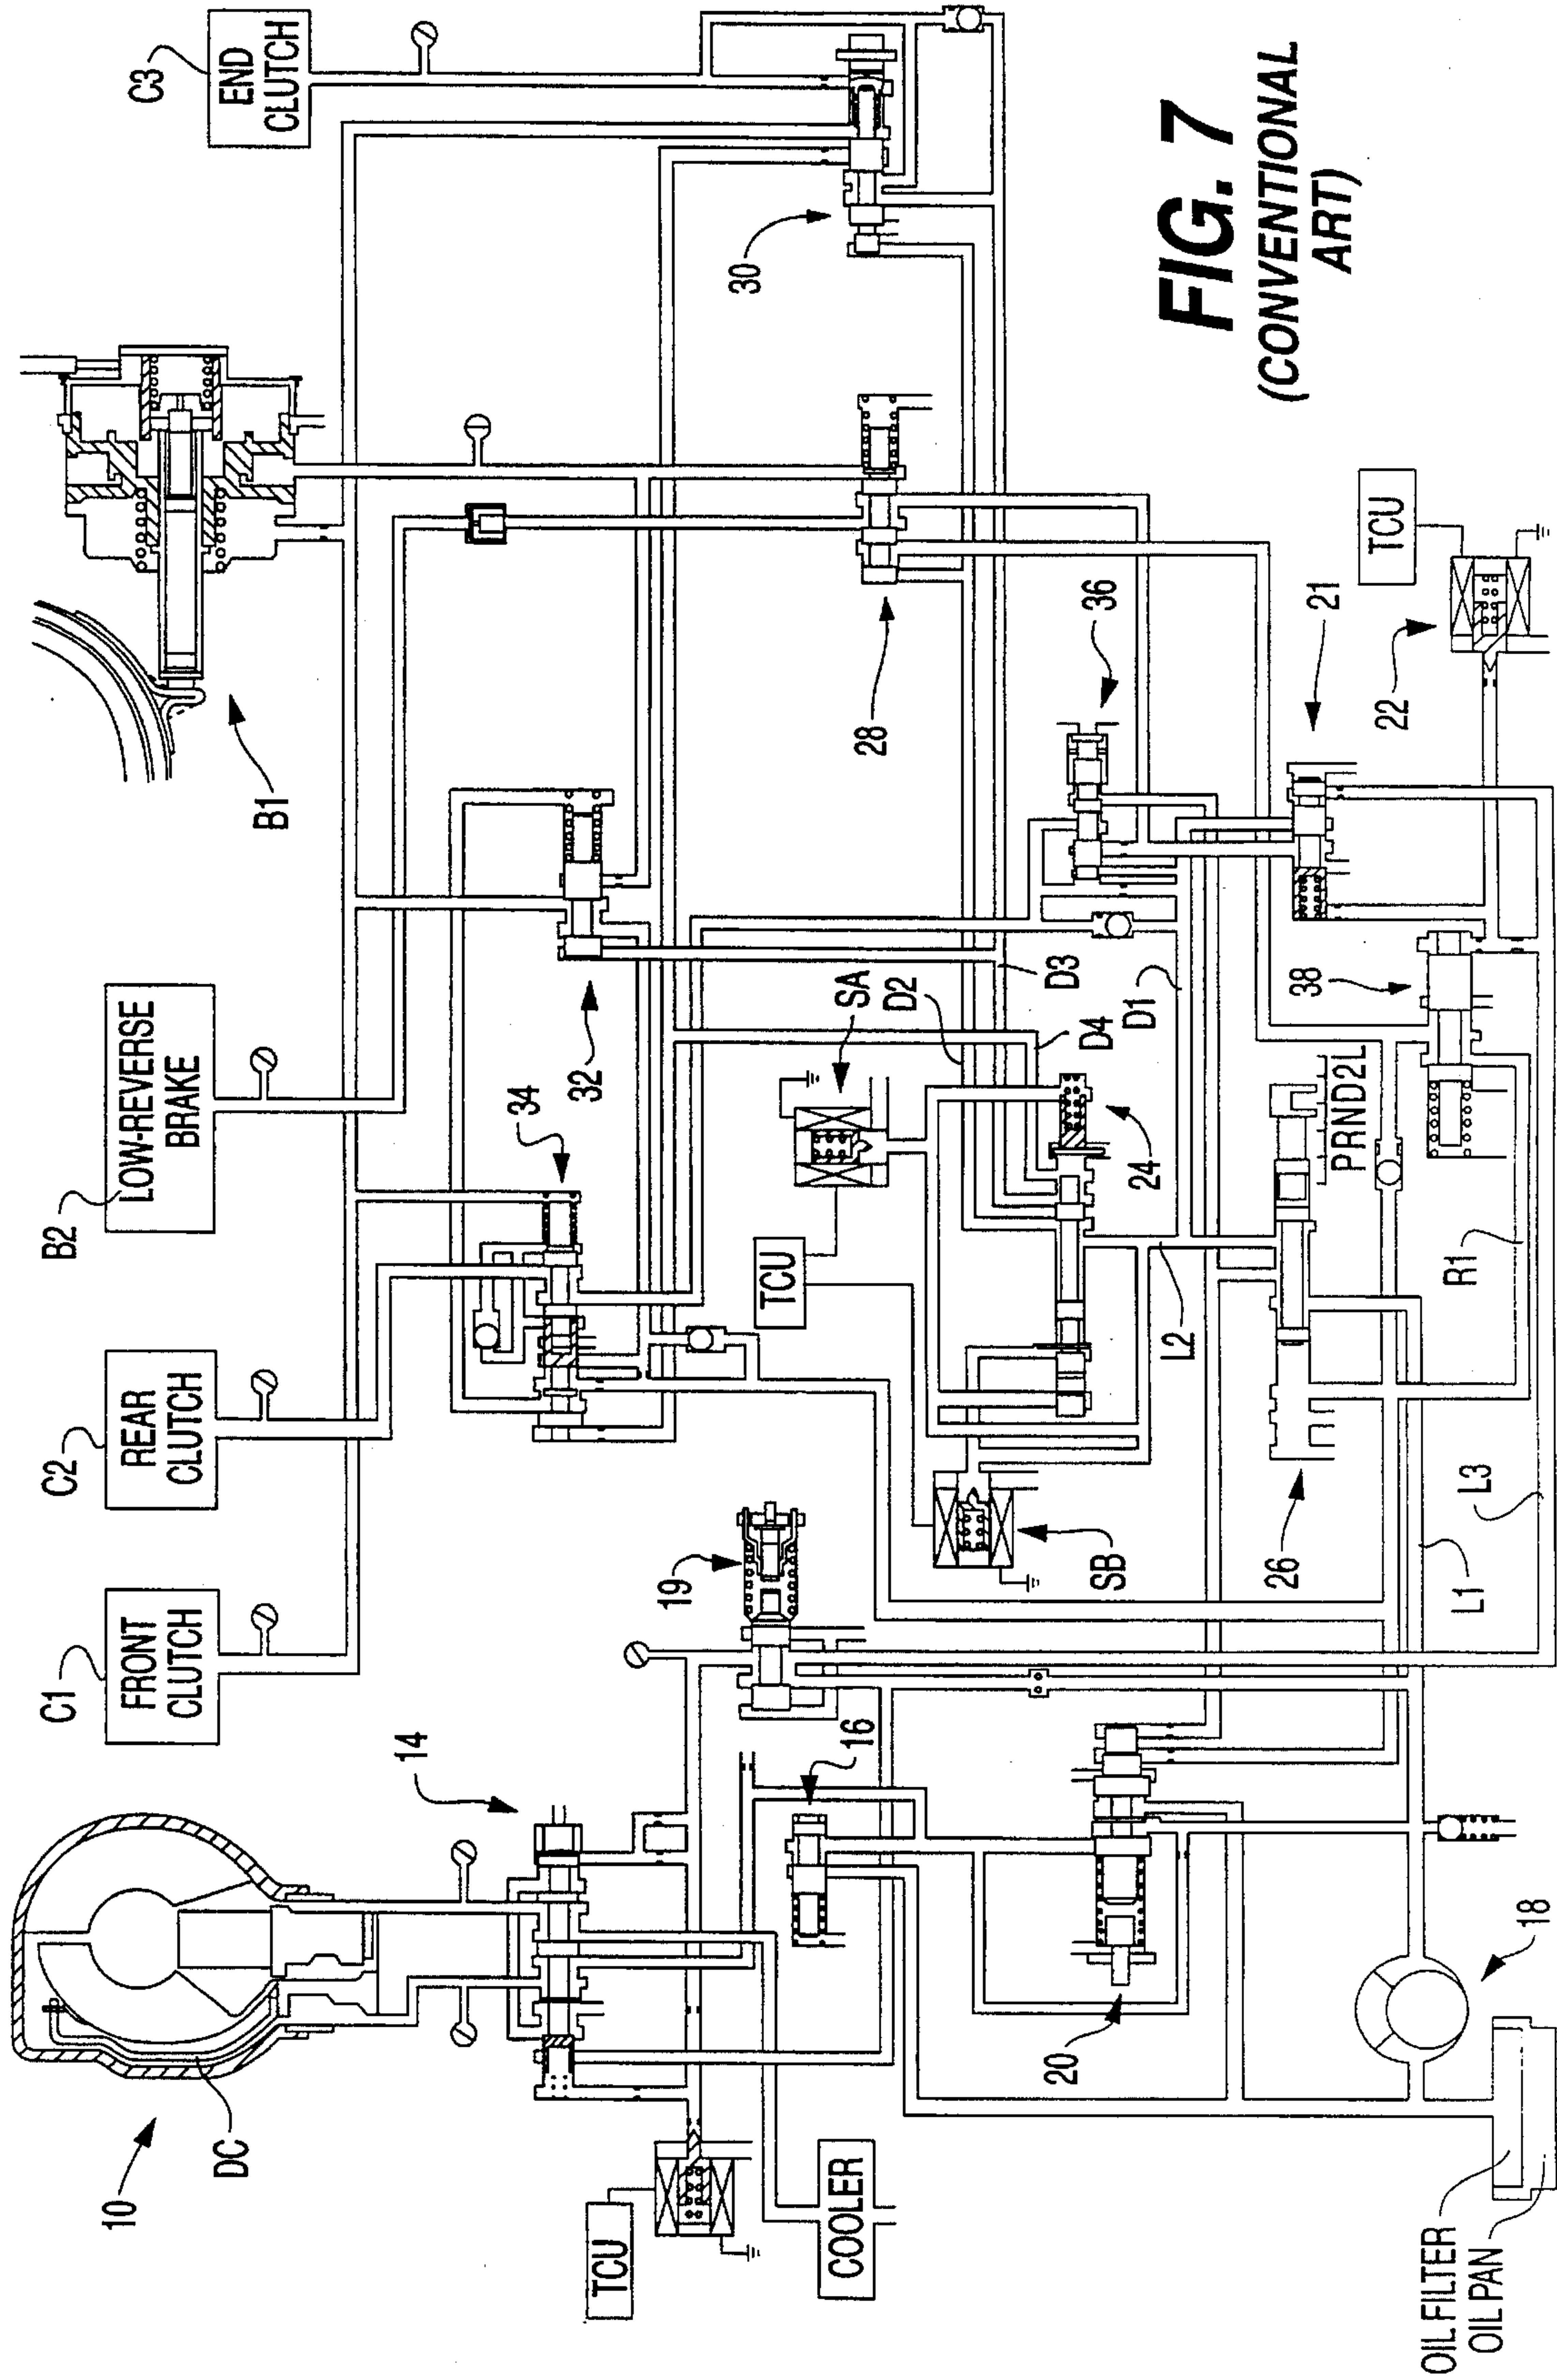 C1
FRONT
CLUTCH
C2
REAR
CLUTCH
B2
LOW-REVERSE
BRAKE
B1
C3
END
CLUTCH
10
DC
14
34
32
30
28
TCU
COOLER
16
19
TCU
SA
SB
D2
D3
D4
D1
24
36
L2
20
26
PRND2L
38
21
22
TCU
R1
L1
L3
18
OIL FILTER
OIL PAN
FIG. 7
(CONVENTIONAL
ART)